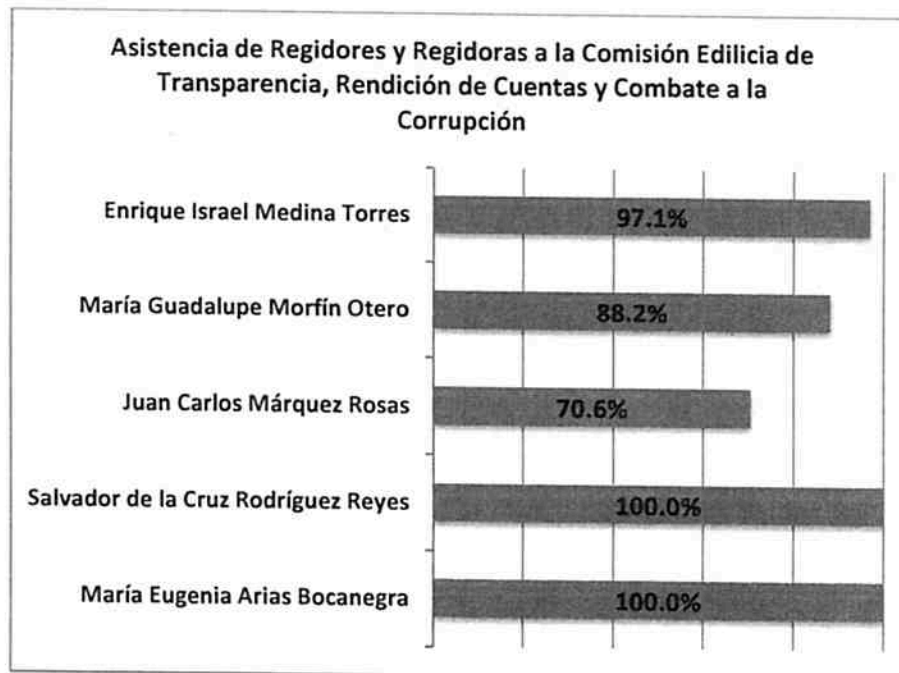 Asistencia de Regidores y Regidoras a la Comisión Edilicia de
Transparencia, Rendición de Cuentas y Combate a la
Corrupción
Enrique Israel Medina Torres 97.1%
María Guadalupe Morfín Otero 88.2%
Juan Carlos Márquez Rosas 70.6%
Salvador de la Cruz Rodríguez Reyes 100.0%
María Eugenia Arias Bocanegra 100.0%